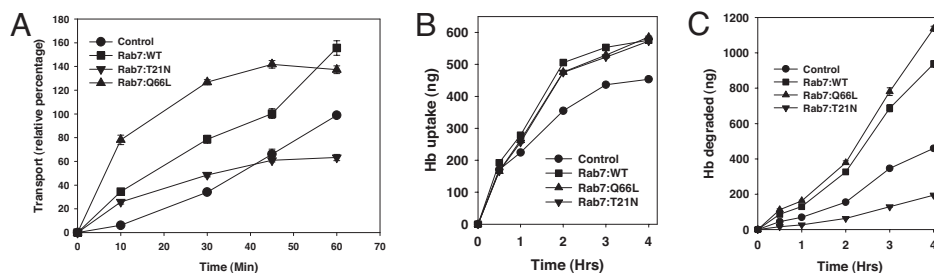 A
Transport (relative percentage)
160
140
120
100
80
60
40
20
0
Control
Rab7:WT
Rab7:T21N
Rab7:Q66L
0 10 20 30 40 50 60 70
Time (Min)
B
Hb uptake (ng)
600
500
400
300
200
100
0
Control
Rab7:WT
Rab7:Q66L
Rab7:T21N
0 1 2 3 4
Time (Hrs)
C
Hb degraded (ng)
1200
1000
800
600
400
200
0
Control
Rab7:WT
Rab7:Q66L
Rab7:T21N
0 1 2 3 4
Time (Hrs)